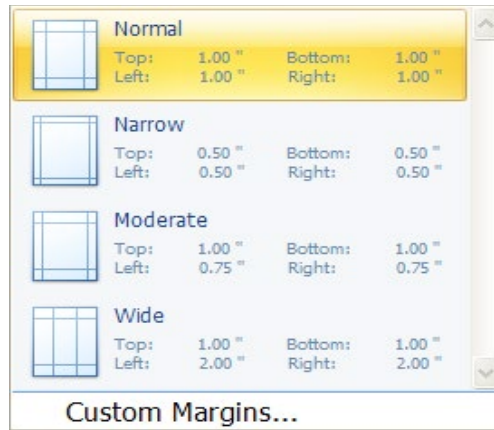 Normal
Top: 1.00 " Bottom: 1.00 "
Left: 1.00 " Right: 1.00 "
Narrow
Top: 0.50 " Bottom: 0.50 "
Left: 0.50 " Right: 0.50 "
Moderate
Top: 1.00 " Bottom: 1.00 "
Left: 0.75 " Right: 0.75 "
Wide
Top: 1.00 " Bottom: 1.00 "
Left: 2.00 " Right: 2.00 "
Custom Margins...